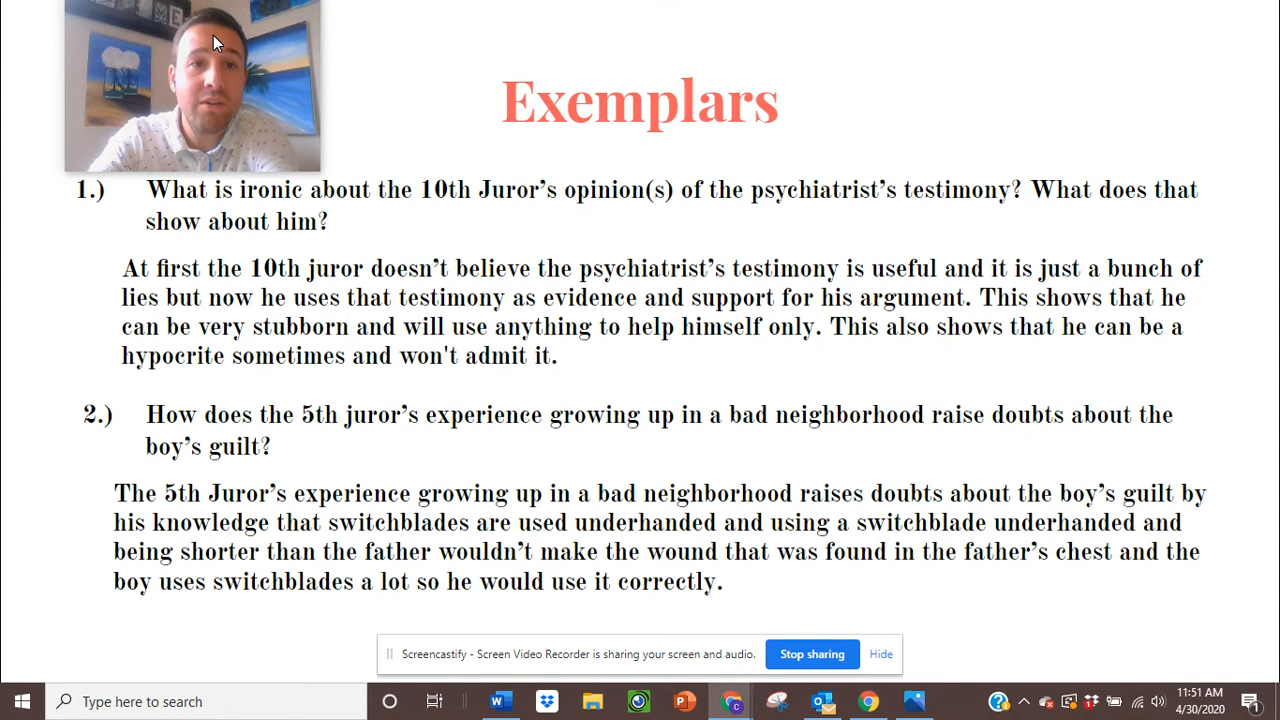 Exemplars
1.) What is ironic about the 10th Juror's opinion(s) of the psychiatrist's testimony? What does that
show about him?
At first the 10th juror doesn't believe the psychiatrist's testimony is useful and it is just a bunch of
lies but now he uses that testimony as evidence and support for his argument. This shows that he
can be very stubborn and will use anything to help himself only. This also shows that he can be a
hypocrite sometimes and won't admit it.
2.) How does the 5th juror's experience growing up in a bad neighborhood raise doubts about the
boy's guilt?
The 5th Juror's experience growing up in a bad neighborhood raises doubts about the boy's guilt by
his knowledge that switchblades are used underhanded and using a switchblade underhanded and
being shorter than the father wouldn't make the wound that was found in the father's chest and the
boy uses switchblades a lot so he would use it correctly.
Screencastify - Screen Video Recorder is sharing your screen and audio. Stop sharing Hide
Type here to search
11:51 AM
4/30/2020